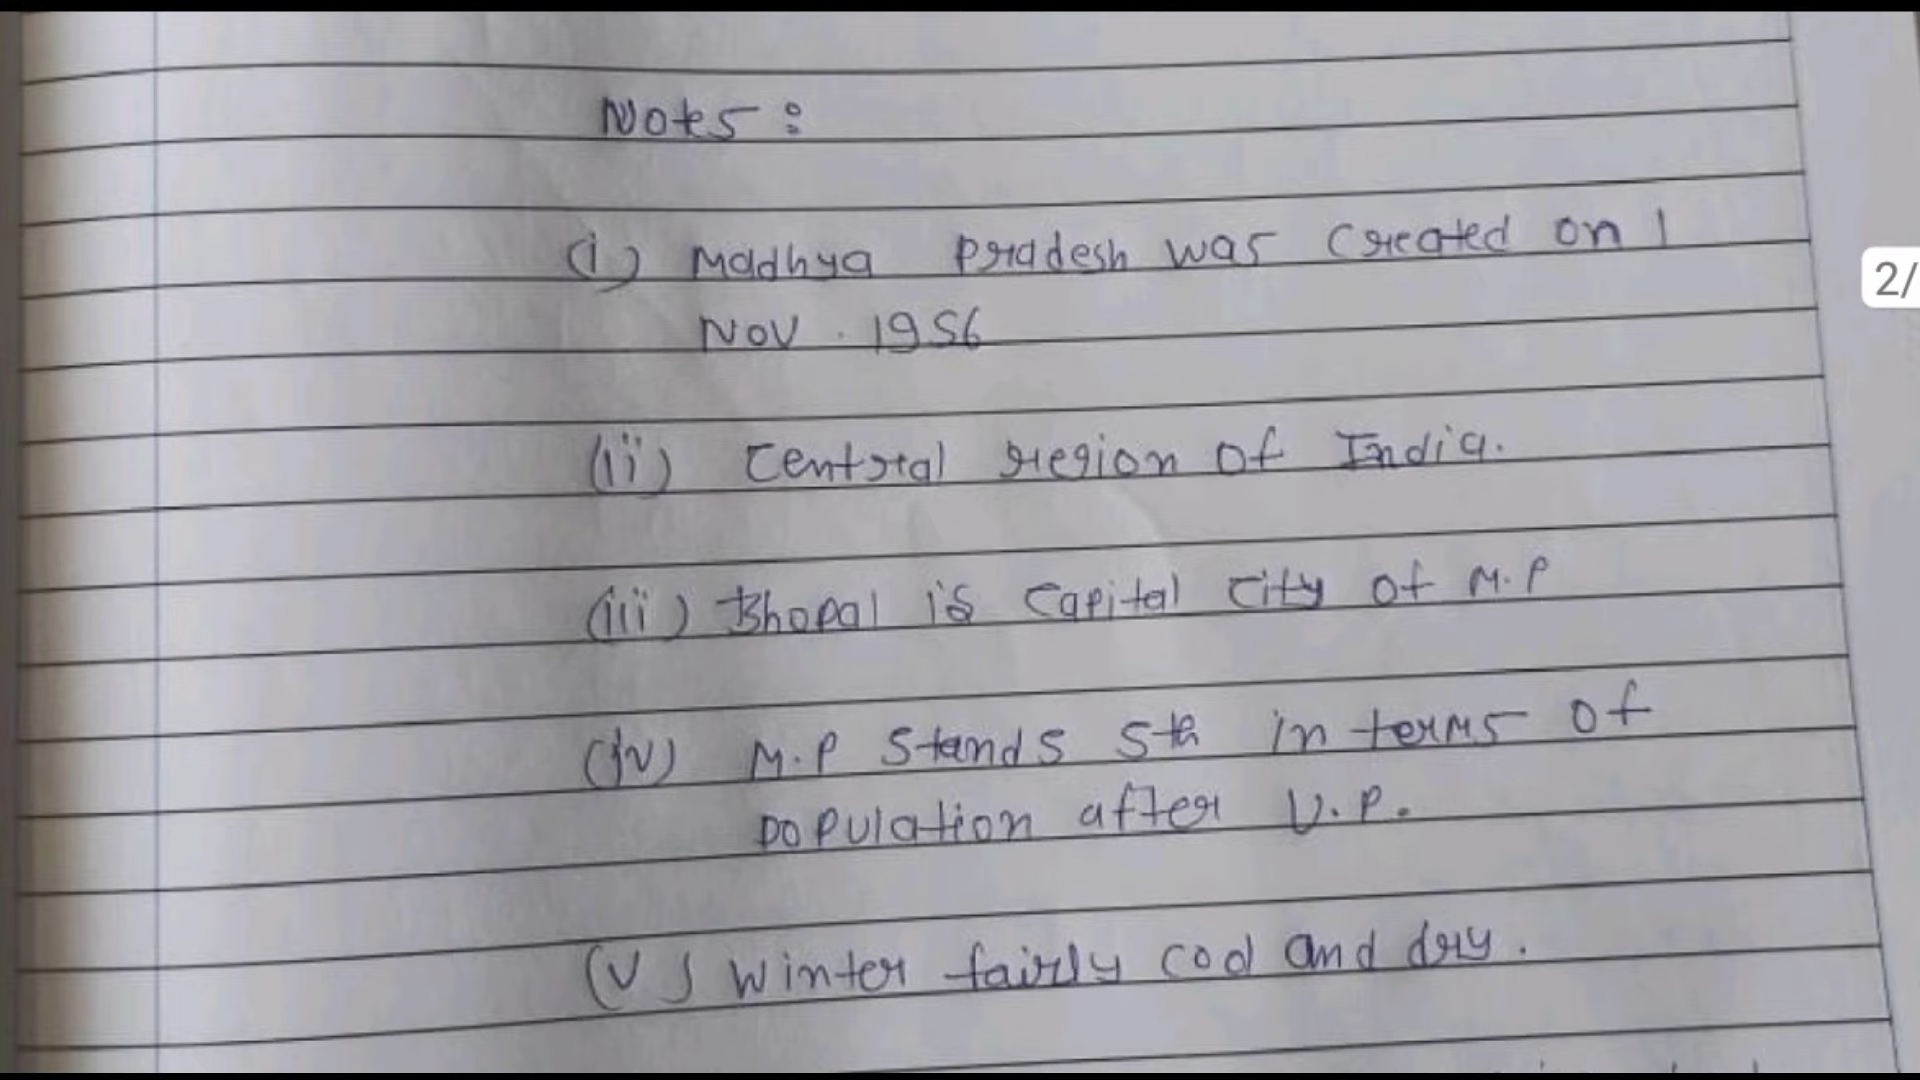 Notes :
(i) Madhya Pradesh was created on 1
Nov. 1956
(ii) Central region of India.
(iii) Bhopal is Capital City of M.P
(iv) M.P Stands 5th in terms of
population after U.P.
(v) Winter fairly cool and dry.
2/